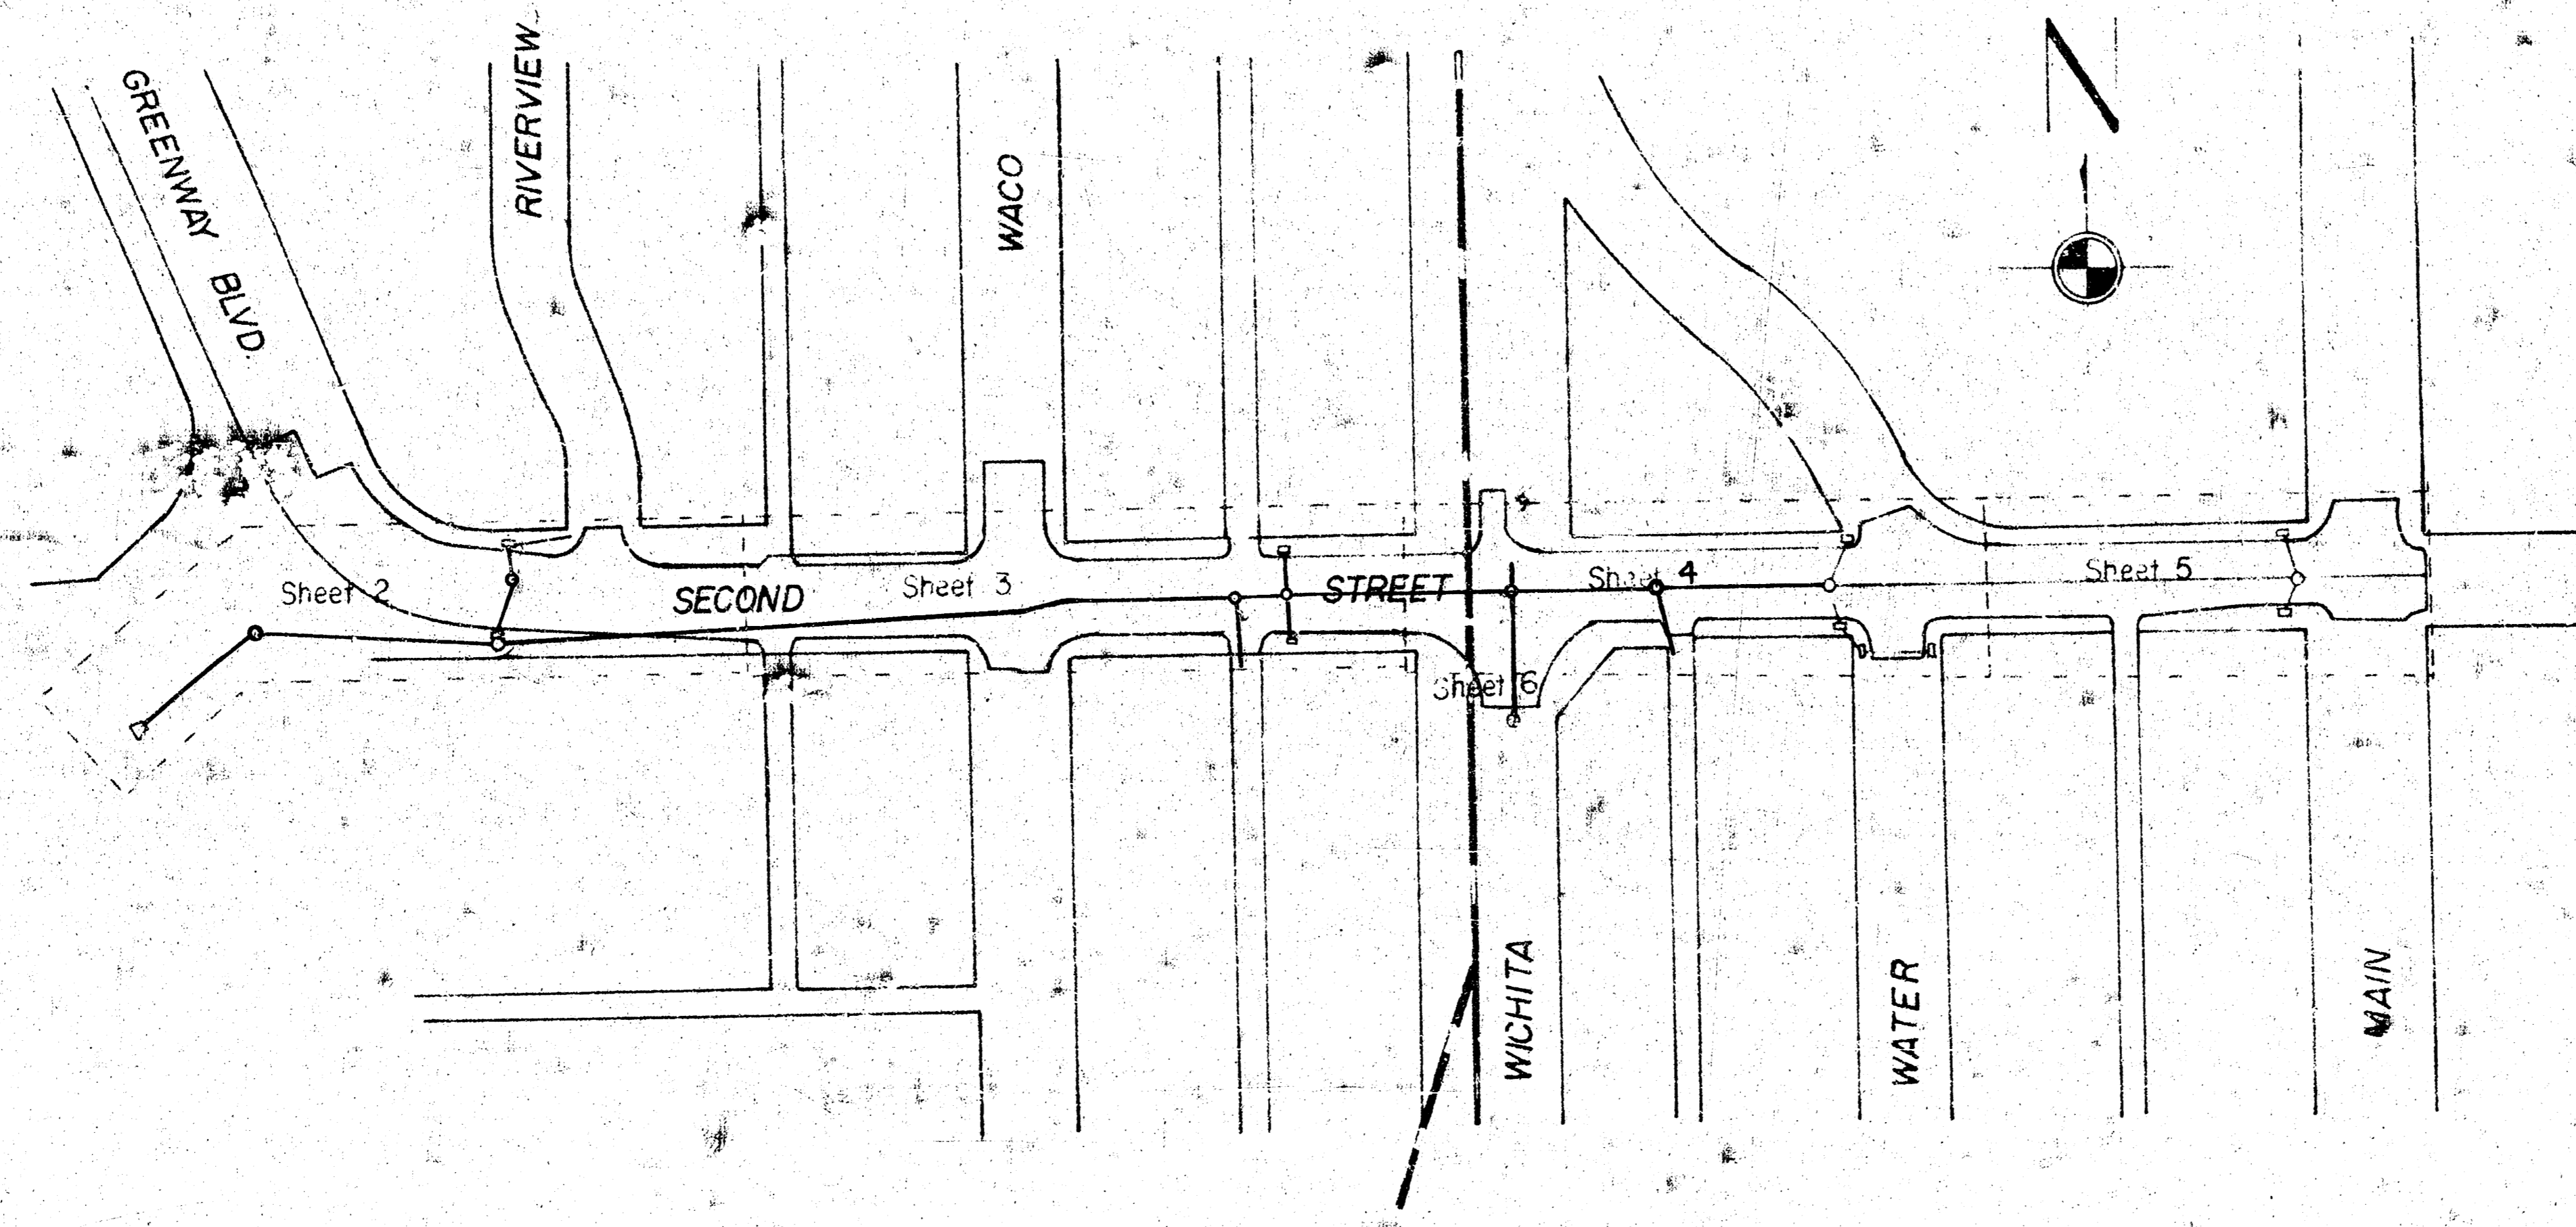 GREENWAY BLVD.
RIVERVIEW
WACO
N
Sheet 2
SECOND
Sheet 3
STREET
Sheet 4
Sheet 5
Sheet 6
WICHITA
WATER
MAIN